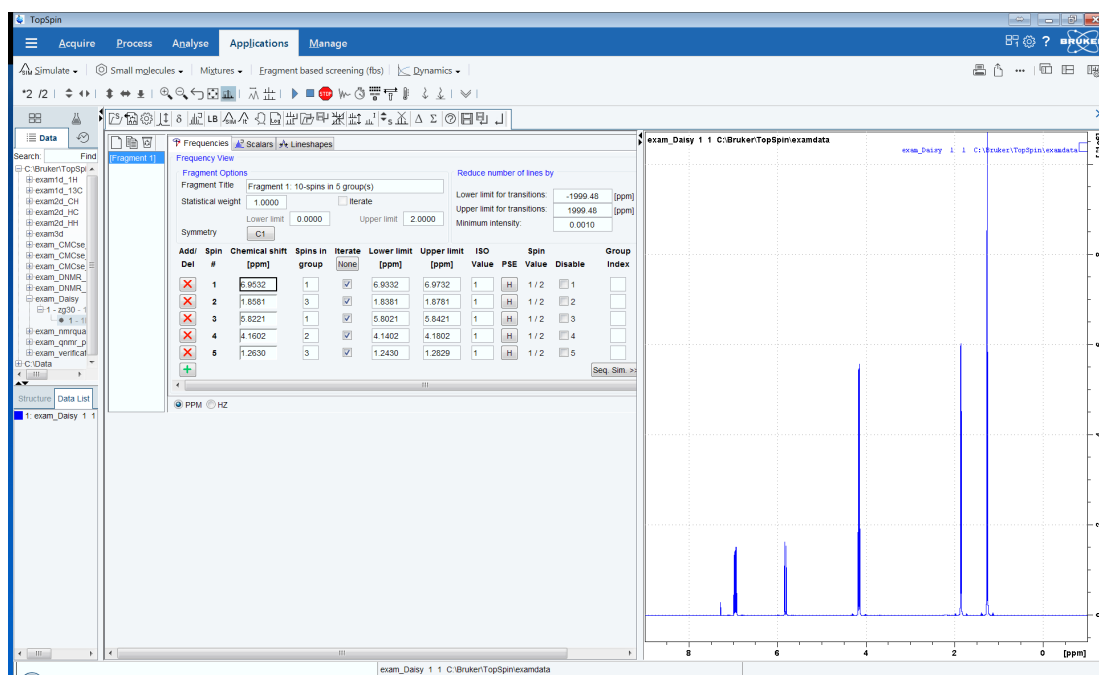 TopSpin
Acquire Process Analyse Applications Manage
BRUKER
Simulate Small molecules Mixtures Fragment based screening (fbs) Dynamics
*2 /2
Data
Search: Find
C:\Bruker\TopSpi
exam1d_1H
exam1d_13C
exam2d_CH
exam2d_HC
exam2d_HH
exam3d
exam_CMCse_
exam_CMCse_
exam_CMCse_
exam_DNMR_
exam_DNMR_
exam_Daisy
1 - zg30 - 1
exam_nmrqua
exam_qnmr_p
exam_verificat
C:\Data
Structure Data List
1: exam_Daisy 1 1
[Fragment 1]
Frequencies Scalars Lineshapes
Frequency View
Fragment Options
Fragment Title Fragment 1: 10-spins in 5 group(s)
Statistical weight 1.0000 Iterate
Lower limit 0.0000 Upper limit 2.0000
Symmetry C1
Reduce number of lines by
Lower limit for transitions: -1999.48 [ppm]
Upper limit for transitions: 1999.48 [ppm]
Minimum intensity: 0.0010
Add/ Spin Chemical shift Spins in Iterate Lower limit Upper limit ISO Spin Group
Del # [ppm] group None [ppm] [ppm] Value PSE Value Disable Index
1 6.9532 1 6.9332 6.9732 1 H 1 / 2 1
2 1.8581 3 1.8381 1.8781 1 H 1 / 2 2
3 5.8221 1 5.8021 5.8421 1 H 1 / 2 3
4 4.1602 2 4.1402 4.1802 1 H 1 / 2 4
5 1.2630 3 1.2430 1.2829 1 H 1 / 2 5
Seq. Sim. >>
PPM HZ
exam_Daisy 1 1 C:\Bruker\TopSpin\examdata
exam_Daisy 1 1 C:\Bruker\TopSpin\examdata
8 6 4 2 0 [ppm]
exam_Daisy 1 1 C:\Bruker\TopSpin\examdata